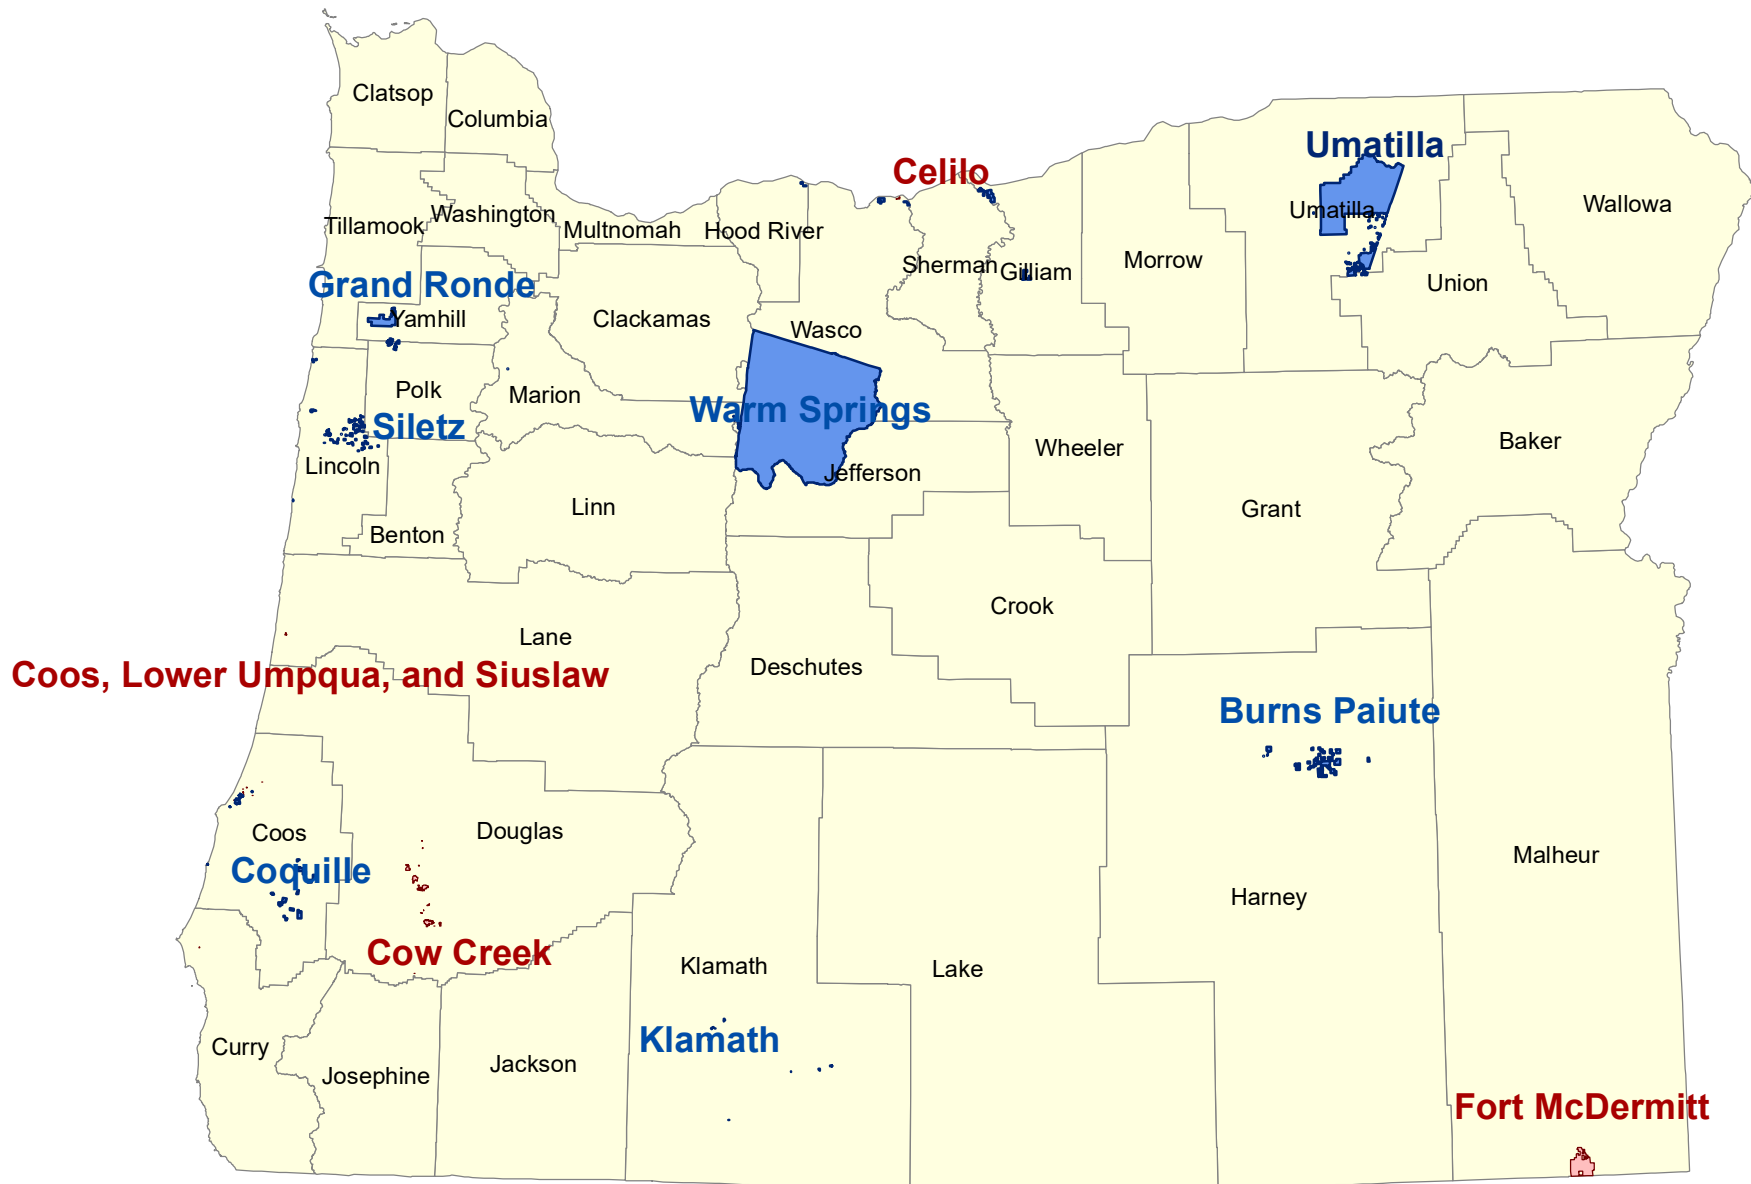 Clatsop
Columbia
Umatilla
Celilo
Tillamook
Washington
Multnomah
Hood River
Umatilla
Wallowa
Sherman
Gilliam
Morrow
Union
Grand Ronde
Yamhill
Clackamas
Wasco
Polk
Marion
Warm Springs
Siletz
Lincoln
Jefferson
Wheeler
Baker
Linn
Grant
Benton
Crook
Lane
Coos, Lower Umpqua, and Siuslaw
Deschutes
Burns Paiute
Coos
Douglas
Coquille
Malheur
Harney
Cow Creek
Klamath
Lake
Curry
Klamath
Jackson
Josephine
Fort McDermitt